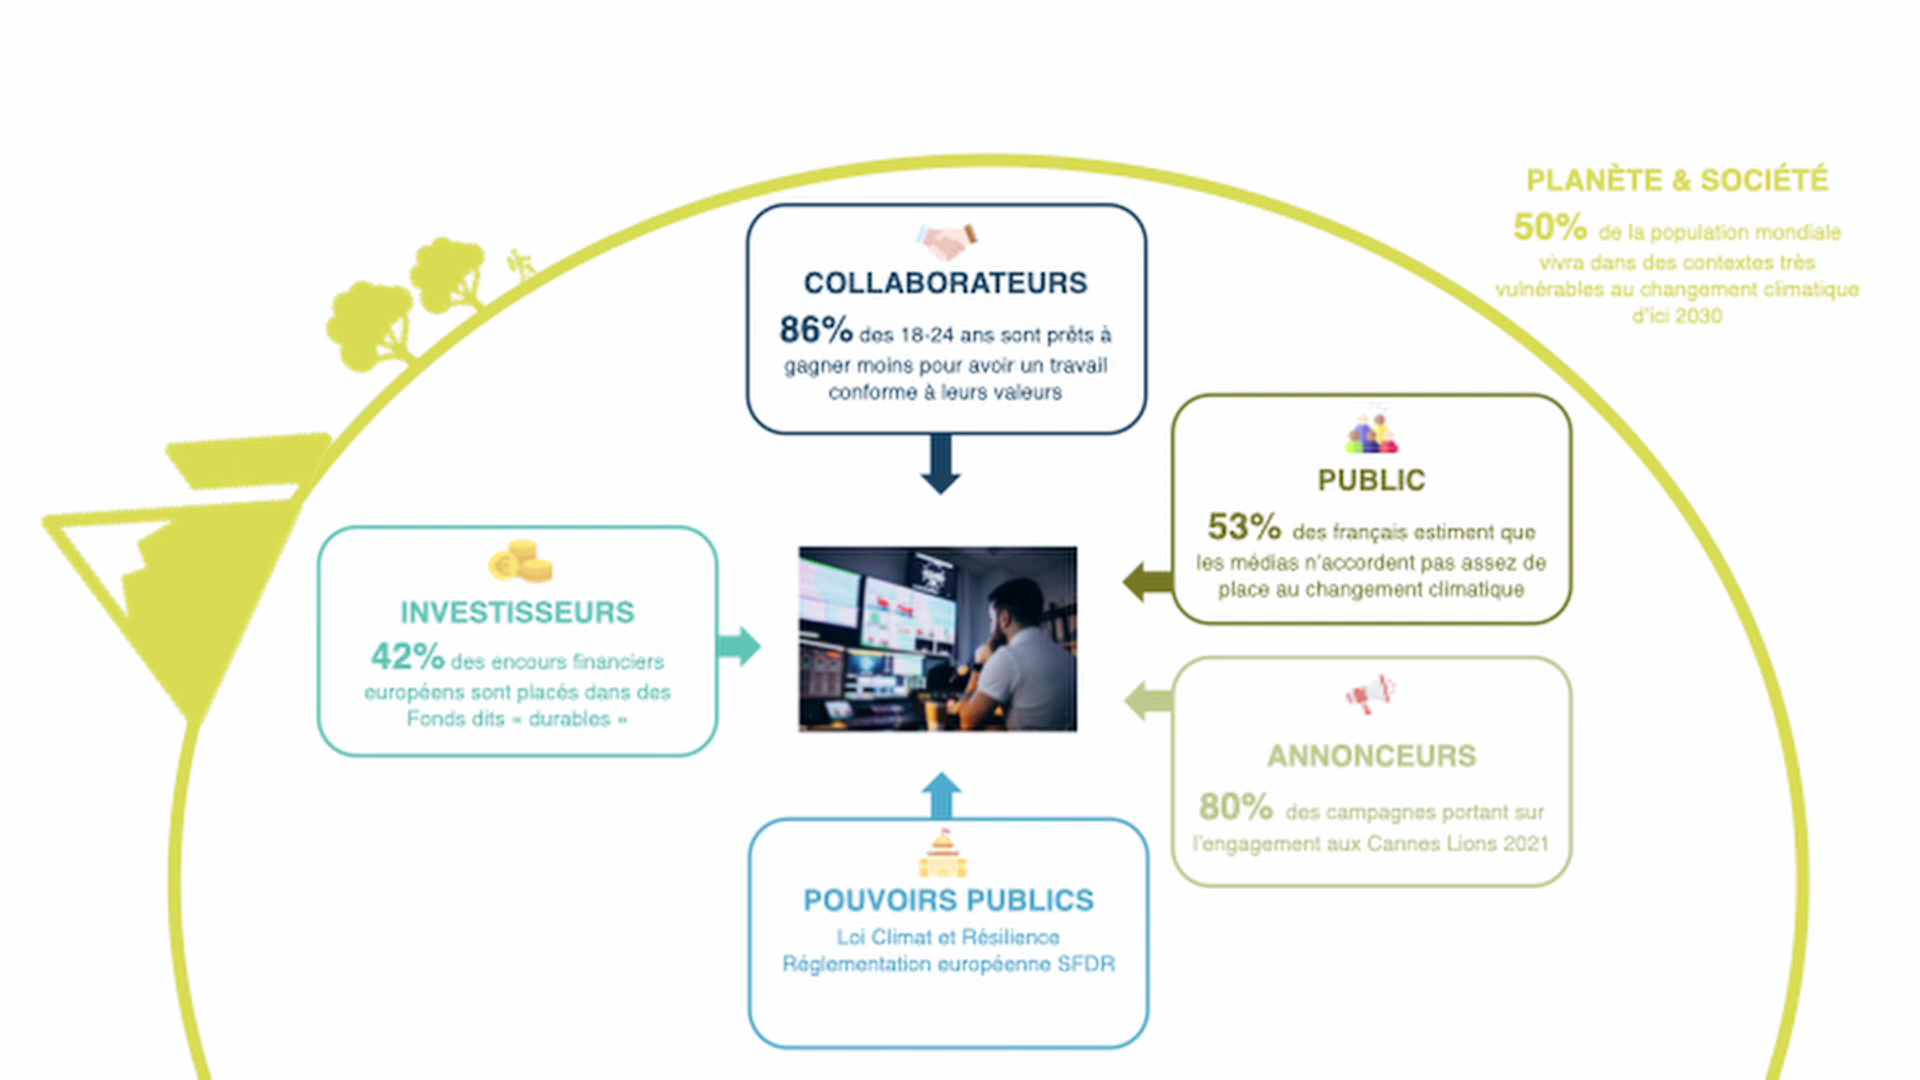 PLANÈTE & SOCIÉTÉ
50% de la population mondiale
vivra dans des contextes très
vulnérables au changement climatique
d'ici 2030
COLLABORATEURS
86% des 18-24 ans sont prêts à
gagner moins pour avoir un travail
conforme à leurs valeurs
PUBLIC
53% des français estiment que
les médias n'accordent pas assez de
place au changement climatique
INVESTISSEURS
42% des encours financiers
européens sont placés dans des
Fonds dits « durables »
ANNONCEURS
80% des campagnes portant sur
l'engagement aux Cannes Lions 2021
POUVOIRS PUBLICS
Loi Climat et Résilience
Réglementation européenne SFDR